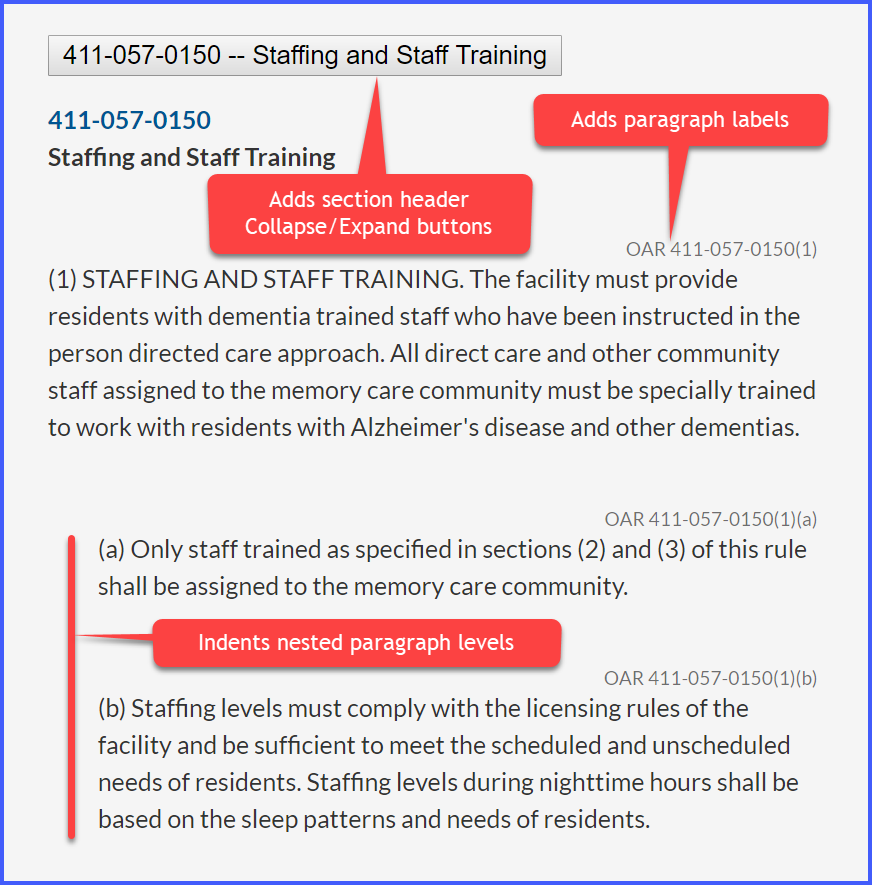 411-057-0150 -- Staffing and Staff Training
411-057-0150
Staffing and Staff Training
Adds paragraph labels
Adds section header
Collapse/Expand buttons
OAR 411-057-0150(1)
(1) STAFFING AND STAFF TRAINING. The facility must provide
residents with dementia trained staff who have been instructed in the
person directed care approach. All direct care and other community
staff assigned to the memory care community must be specially trained
to work with residents with Alzheimer's disease and other dementias.
OAR 411-057-0150(1)(a)
(a) Only staff trained as specified in sections (2) and (3) of this rule
shall be assigned to the memory care community.
Indents nested paragraph levels
OAR 411-057-0150(1)(b)
(b) Staffing levels must comply with the licensing rules of the
facility and be sufficient to meet the scheduled and unscheduled
needs of residents. Staffing levels during nighttime hours shall be
based on the sleep patterns and needs of residents.